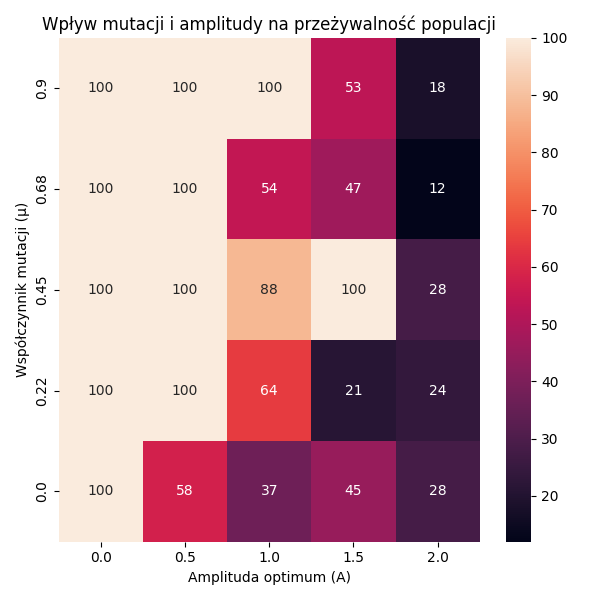 Wpływ mutacji i amplitudy na przeżywalność populacji
Współczynnik mutacji (μ)
0.9 100 100 100 53 18
0.68 100 100 54 47 12
0.45 100 100 88 100 28
0.22 100 100 64 21 24
0.0 100 58 37 45 28
0.0 0.5 1.0 1.5 2.0
Amplituda optimum (A)
100
90
80
70
60
50
40
30
20